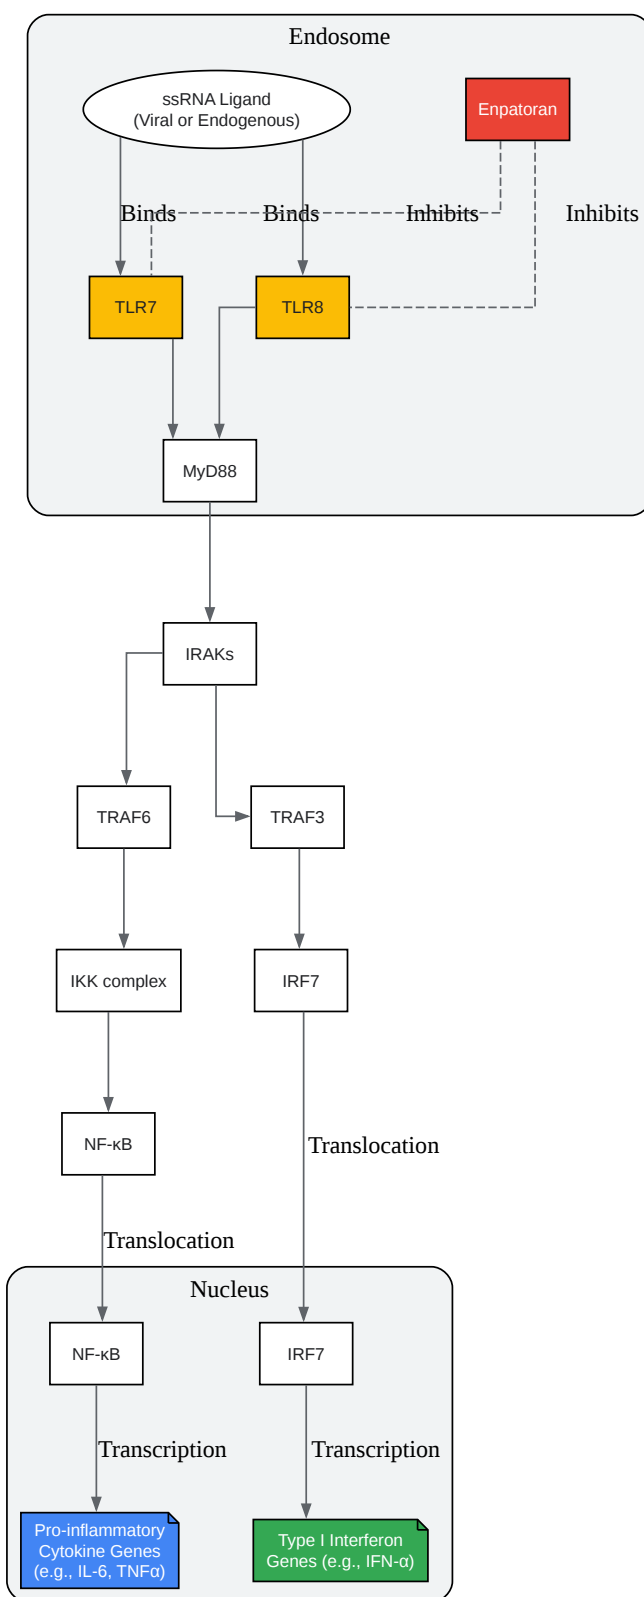 Endosome
ssRNA Ligand
(Viral or Endogenous)
Enpatoran
Binds
Binds
Inhibits
Inhibits
TLR7
TLR8
MyD88
IRAKs
TRAF6
TRAF3
IKK complex
IRF7
NF-κB
Translocation
Translocation
Nucleus
NF-κB
IRF7
Transcription
Transcription
Pro-inflammatory
Cytokine Genes
(e.g., IL-6, TNFα)
Type I Interferon
Genes (e.g., IFN-α)